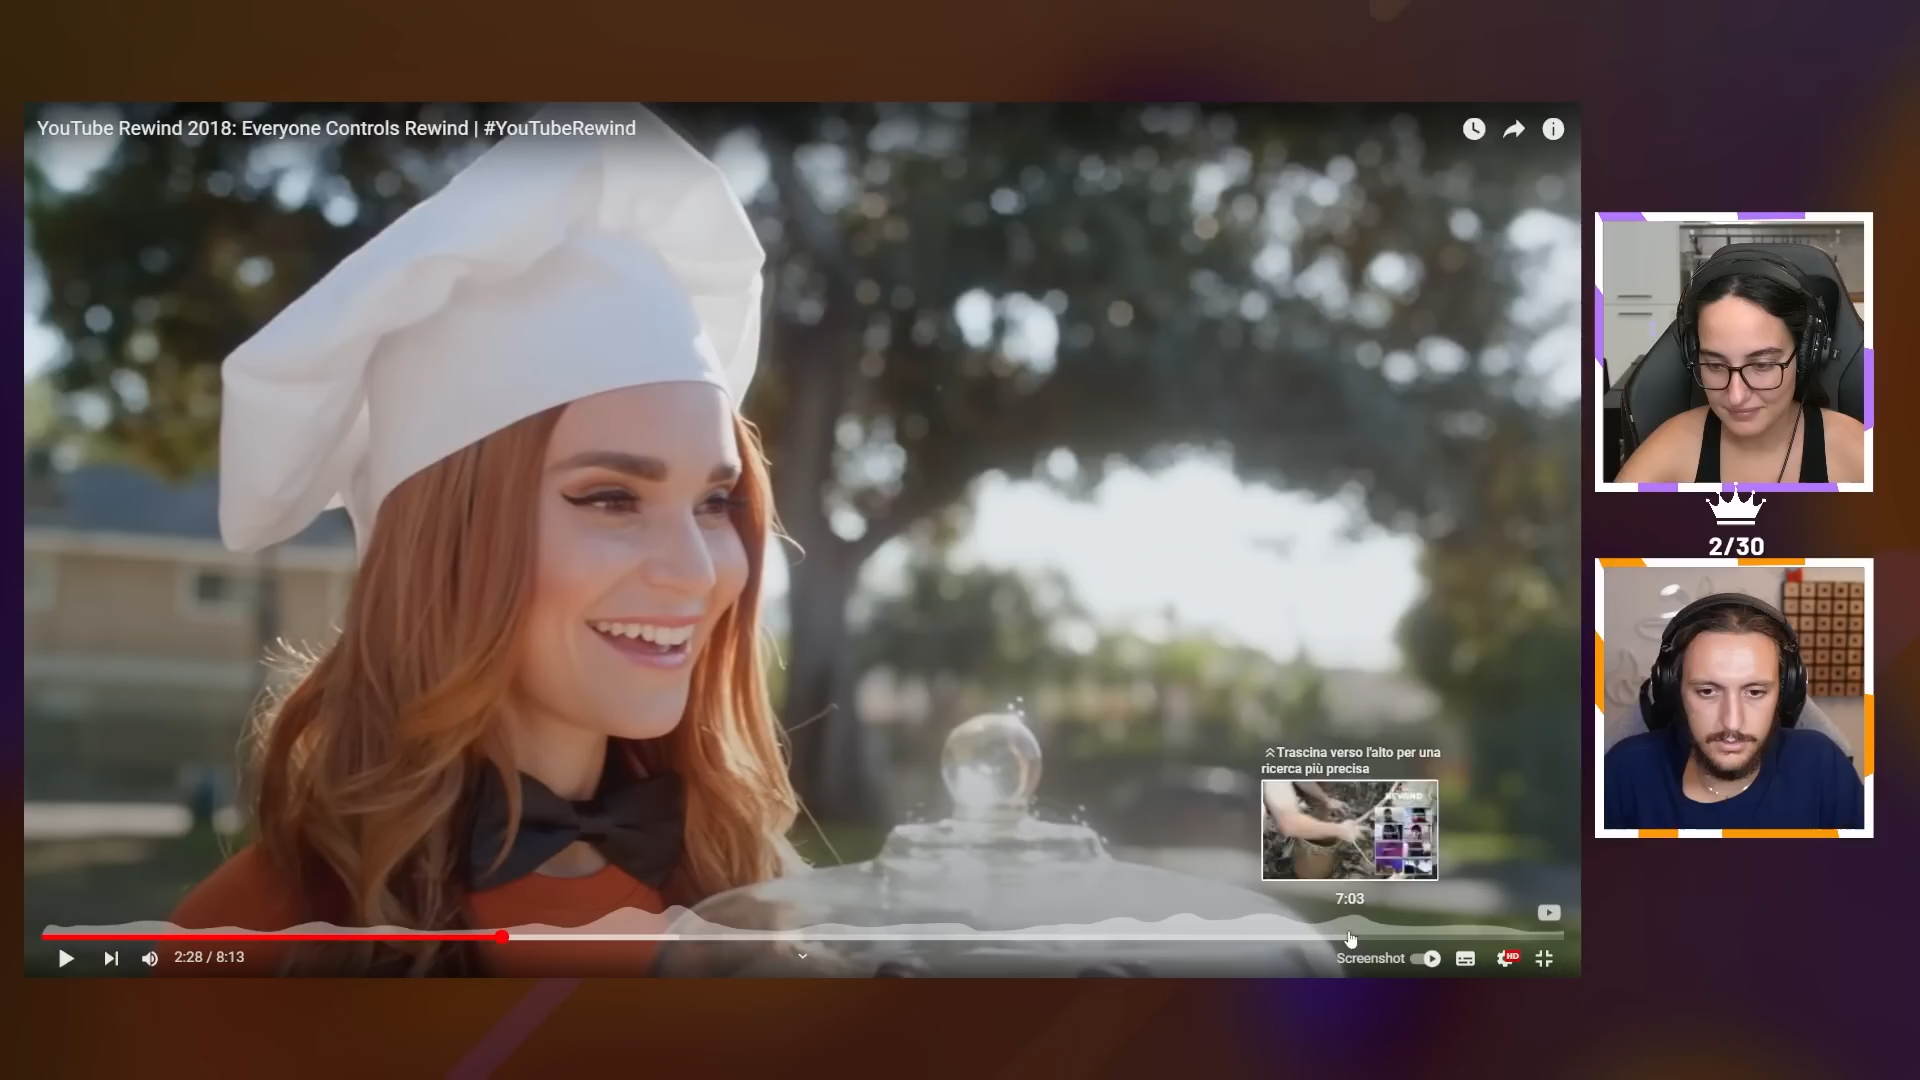 YouTube Rewind 2018: Everyone Controls Rewind | #YouTubeRewind
2/30
Trascina verso l'alto per una
ricerca più precisa
7:03
2:28 / 8:13
Screenshot
HD